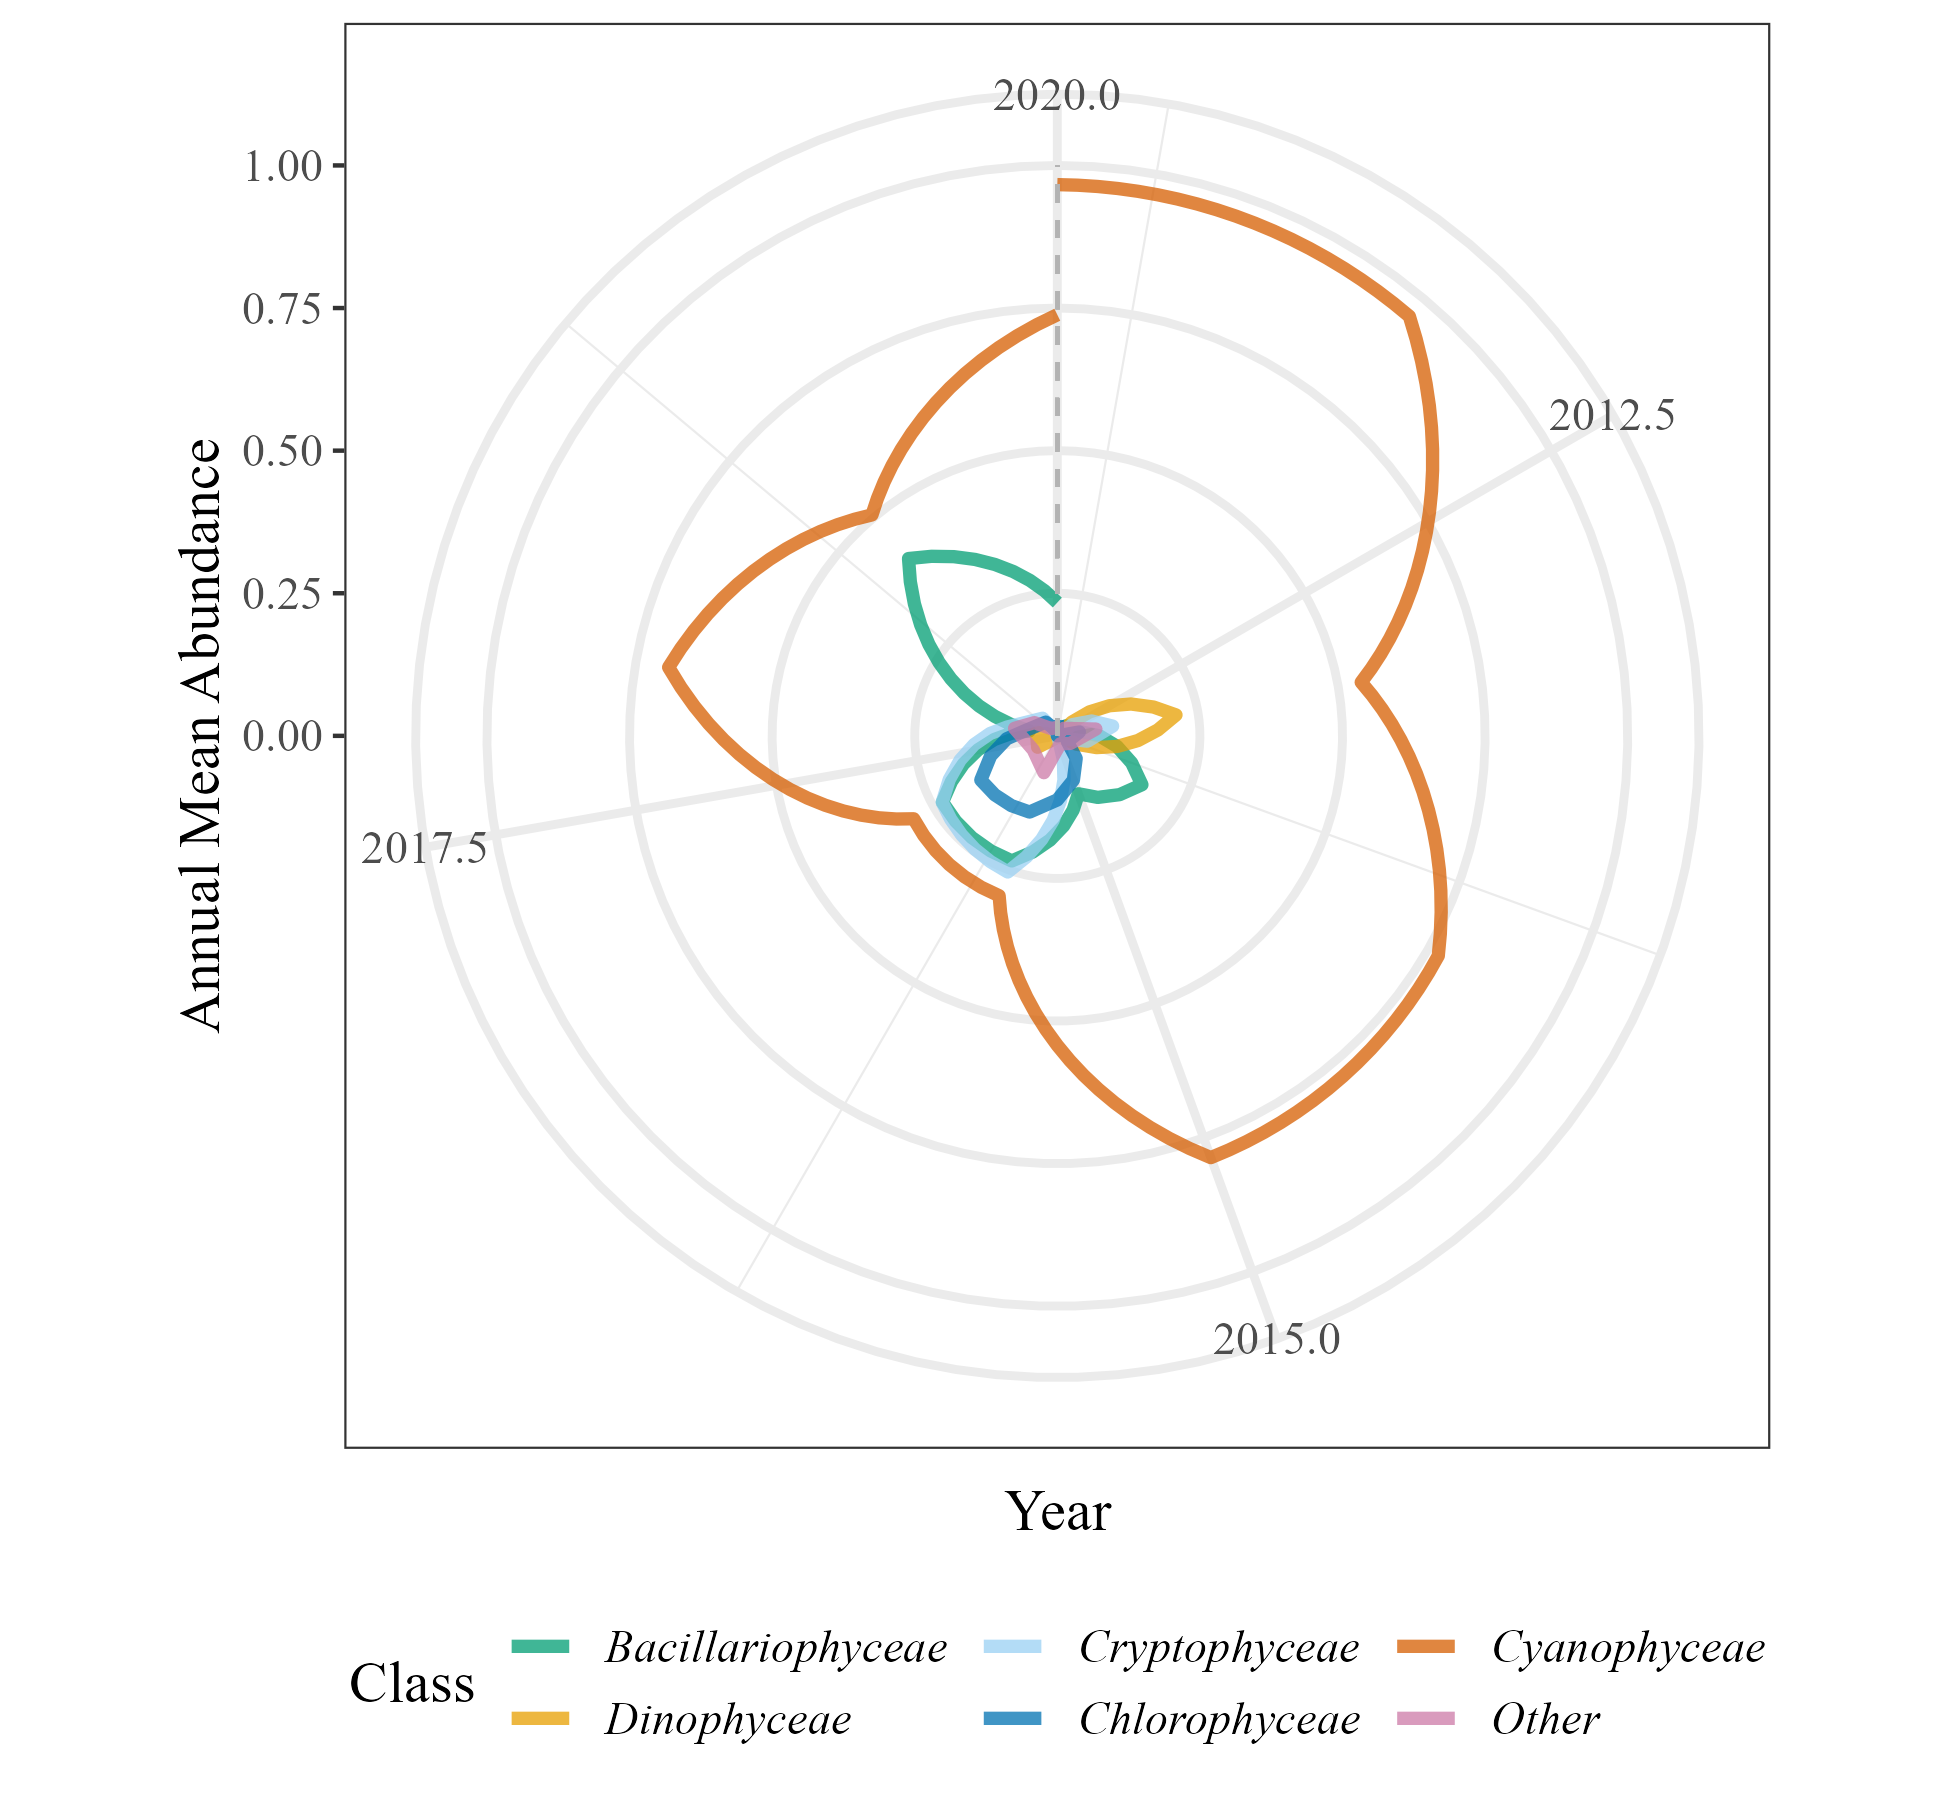 2020.0
1.00
0.75
2012.5
0.50
0.25
0.00
2017.5
2015.0
Annual Mean Abundance
Year
Class
Bacillariophyceae
Cryptophyceae
Cyanophyceae
Dinophyceae
Chlorophyceae
Other